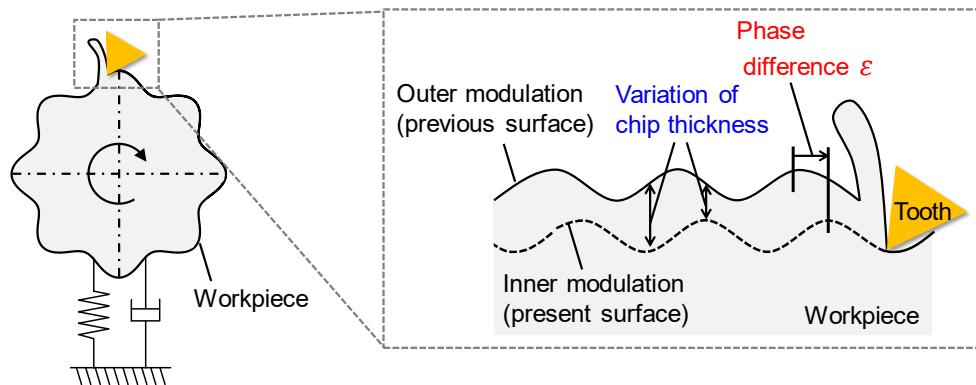 Phase
difference ε
Outer modulation
(previous surface)
Variation of
chip thickness
Tooth
Inner modulation
(present surface)
Workpiece
Workpiece